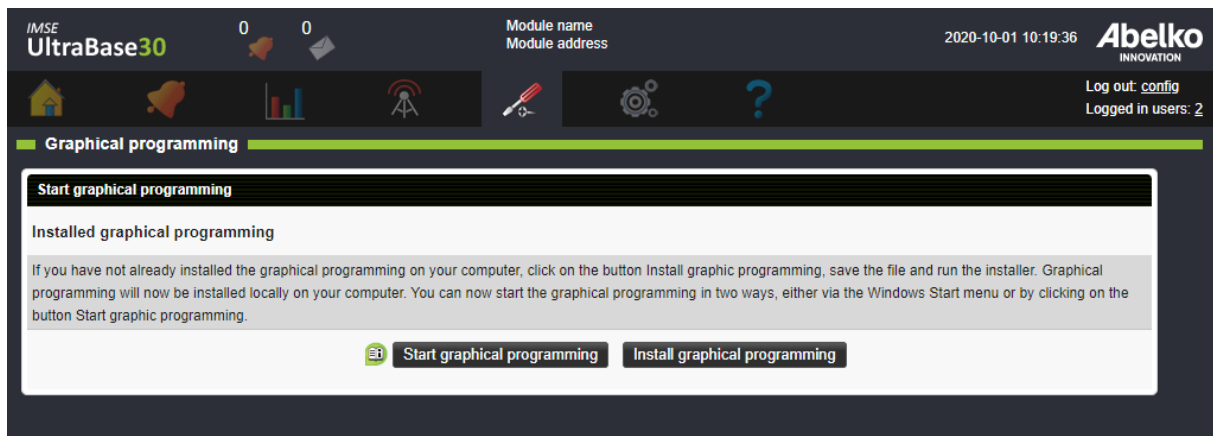 IMSE
UltraBase30
0
0
Module name
Module address
2020-10-01 10:19:36
Abelko
INNOVATION
Log out: config
Logged in users: 2
Graphical programming
Start graphical programming
Installed graphical programming
If you have not already installed the graphical programming on your computer, click on the button Install graphic programming, save the file and run the installer. Graphical
programming will now be installed locally on your computer. You can now start the graphical programming in two ways, either via the Windows Start menu or by clicking on the
button Start graphic programming.
Start graphical programming
Install graphical programming